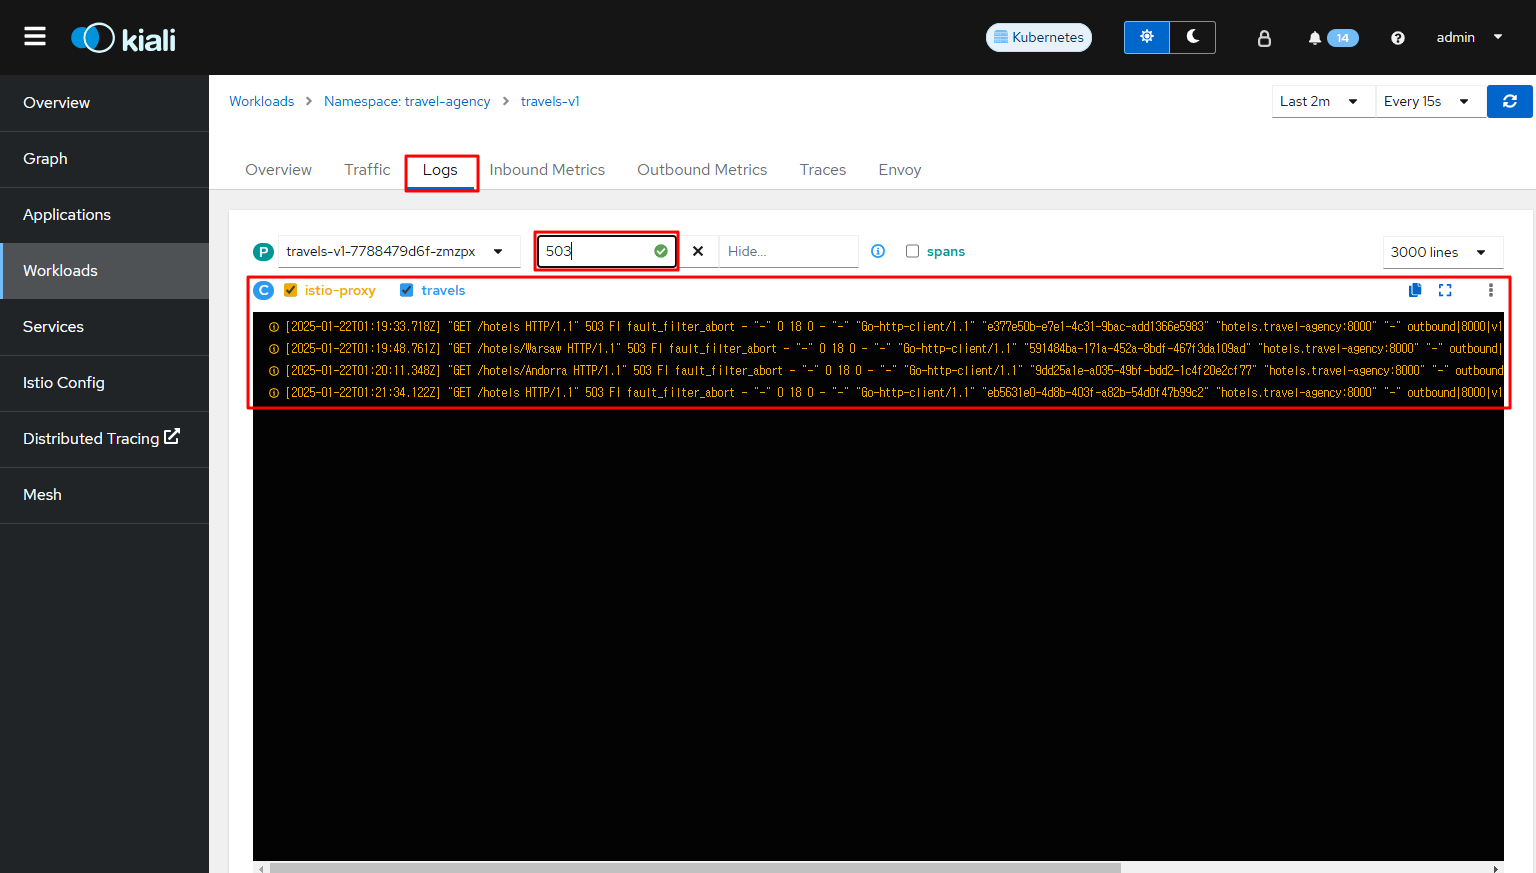 kiali
Kubernetes
14
admin
Overview
Graph
Applications
Workloads
Services
Istio Config
Distributed Tracing
Mesh
Workloads > Namespace: travel-agency > travels-v1
Last 2m
Every 15s
Overview Traffic Logs Inbound Metrics Outbound Metrics Traces Envoy
P travels-v1-7788479d6f-zmzpx 503 Hide... spans 3000 lines
C istio-proxy travels
[2025-01-22T01:19:33.718Z] "GET /hotels HTTP/1.1" 503 FI fault_filter_abort - "-" 0 18 0 - "-" "Go-http-client/1.1" "e377e50b-e7e1-4c31-9bac-add1366e5983" "hotels.travel-agency:8000" "-" outbound|8000|v1
[2025-01-22T01:19:48.761Z] "GET /hotels/Warsaw HTTP/1.1" 503 FI fault_filter_abort - "-" 0 18 0 - "-" "Go-http-client/1.1" "591484ba-171a-452a-8bdf-467f3da109ad" "hotels.travel-agency:8000" "-" outbound|
[2025-01-22T01:20:11.348Z] "GET /hotels/Andorra HTTP/1.1" 503 FI fault_filter_abort - "-" 0 18 0 - "-" "Go-http-client/1.1" "9dd25a1e-a035-49bf-bdd2-1c4f20e2cf77" "hotels.travel-agency:8000" "-" outbound
[2025-01-22T01:21:34.122Z] "GET /hotels HTTP/1.1" 503 FI fault_filter_abort - "-" 0 18 0 - "-" "Go-http-client/1.1" "eb5631e0-4d8b-403f-a82b-54d0f47b99c2" "hotels.travel-agency:8000" "-" outbound|8000|v1